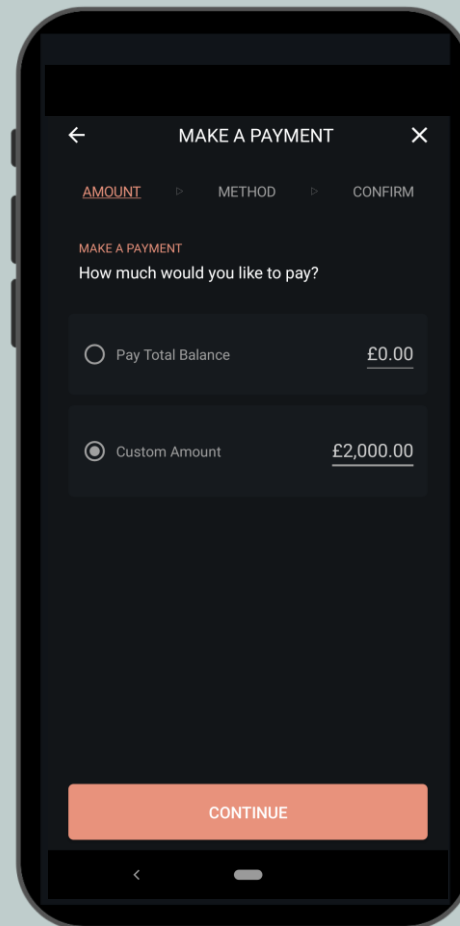 MAKE A PAYMENT
AMOUNT METHOD CONFIRM
MAKE A PAYMENT
How much would you like to pay?
Pay Total Balance £0.00
Custom Amount £2,000.00
CONTINUE